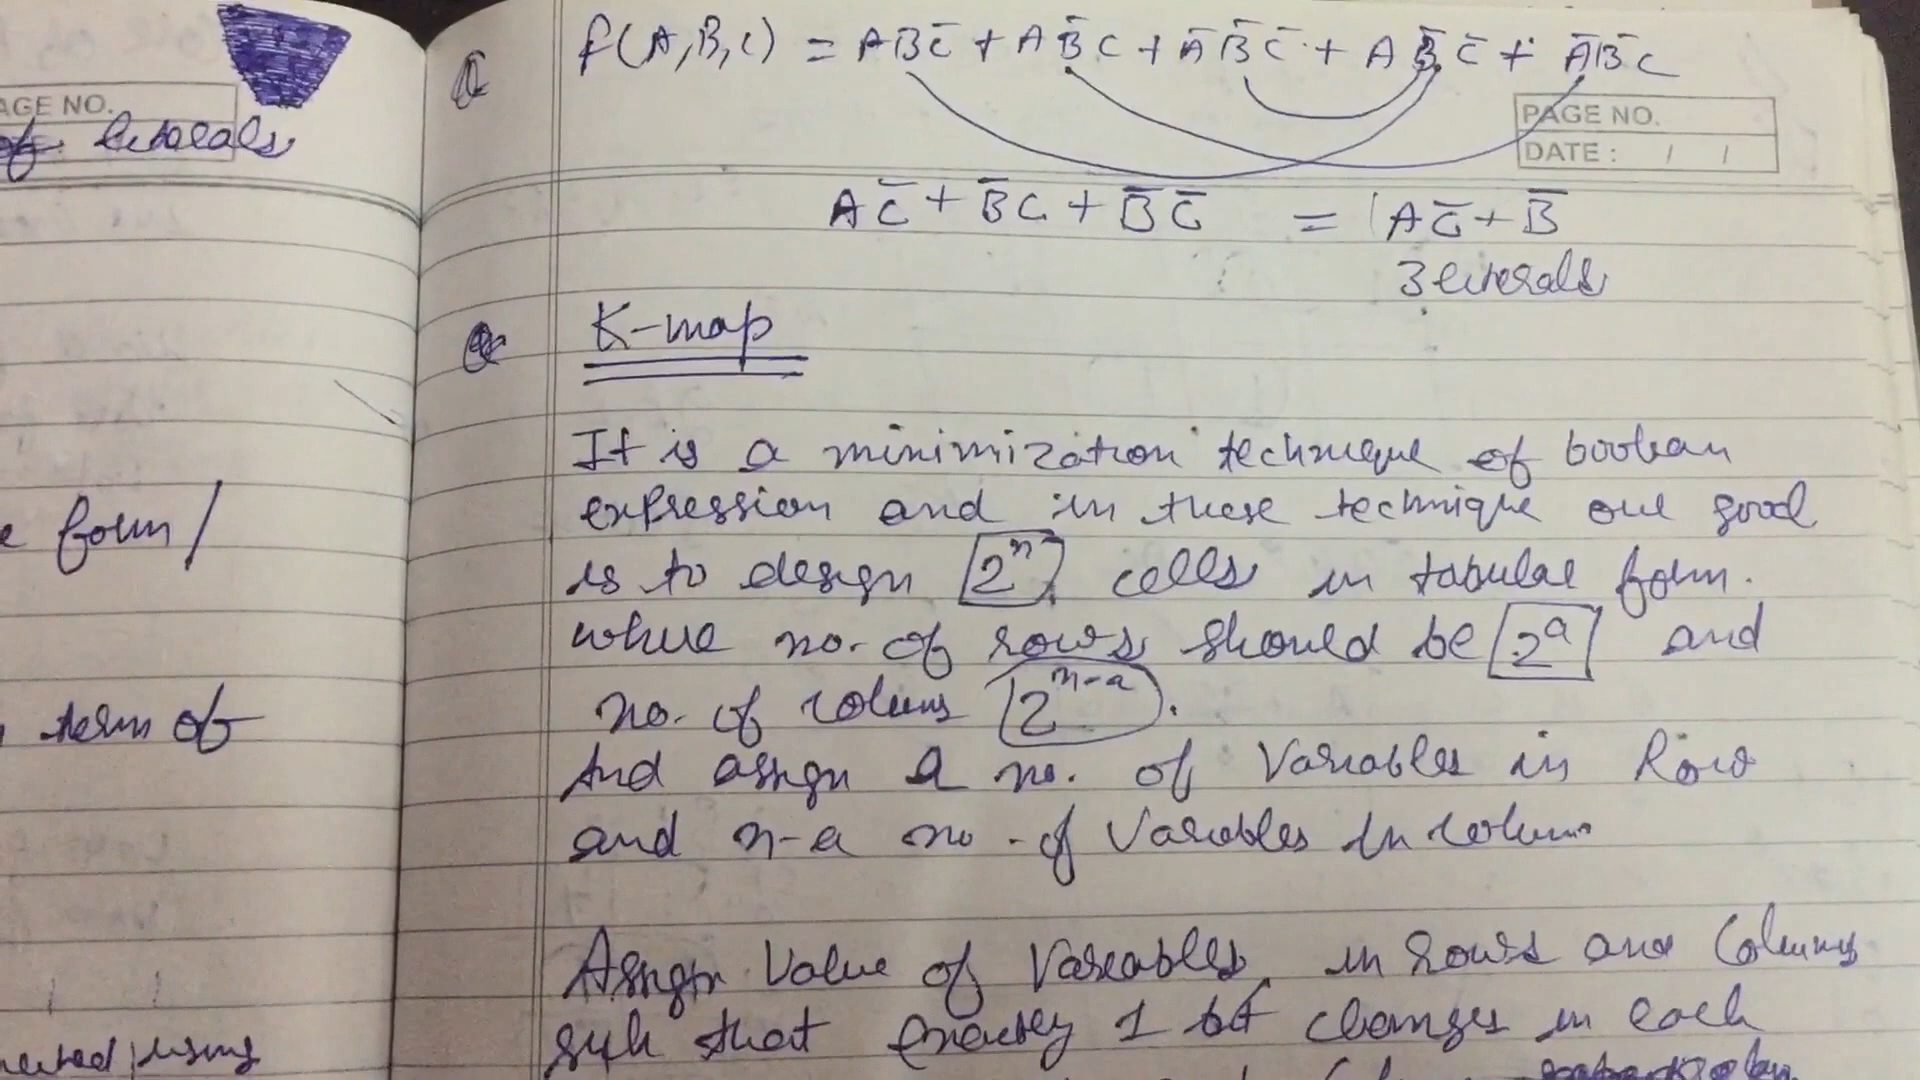 AGE NO.
of literals
e form/
term of
using
f(A,B,C) = ABC̄ + AB̄C + ĀB̄C̄ + AB̄C̄ + ĀB̄C
PAGE NO.
DATE: / /
AC̄ + B̄C + B̄C̄ = AC̄ + B̄
3 literals
K-map
It is a minimization technique of boolean
expression and in these technique our good
is to design 2ⁿ cells in tabular form.
where no. of rows should be 2ᵃ and
no. of colums 2ⁿ⁻ᵃ.
And assign a no. of Variables in Row
and n-a no. of Variables in colum
Assign Value of Variables in rows and Columns
such that exactly 1 bit changes in each